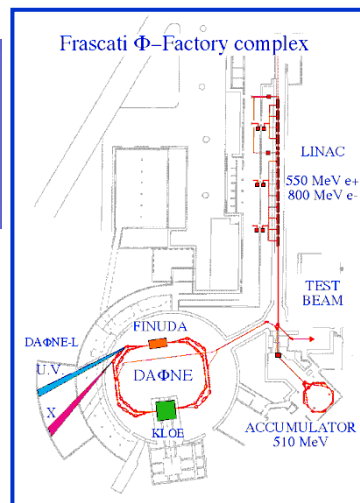 Frascati Φ–Factory complex
LINAC
550 MeV e+
800 MeV e-
TEST
BEAM
FINUDA
DAΦNE-L
U.V.
DAΦNE
X
KLOE
ACCUMULATOR
510 MeV